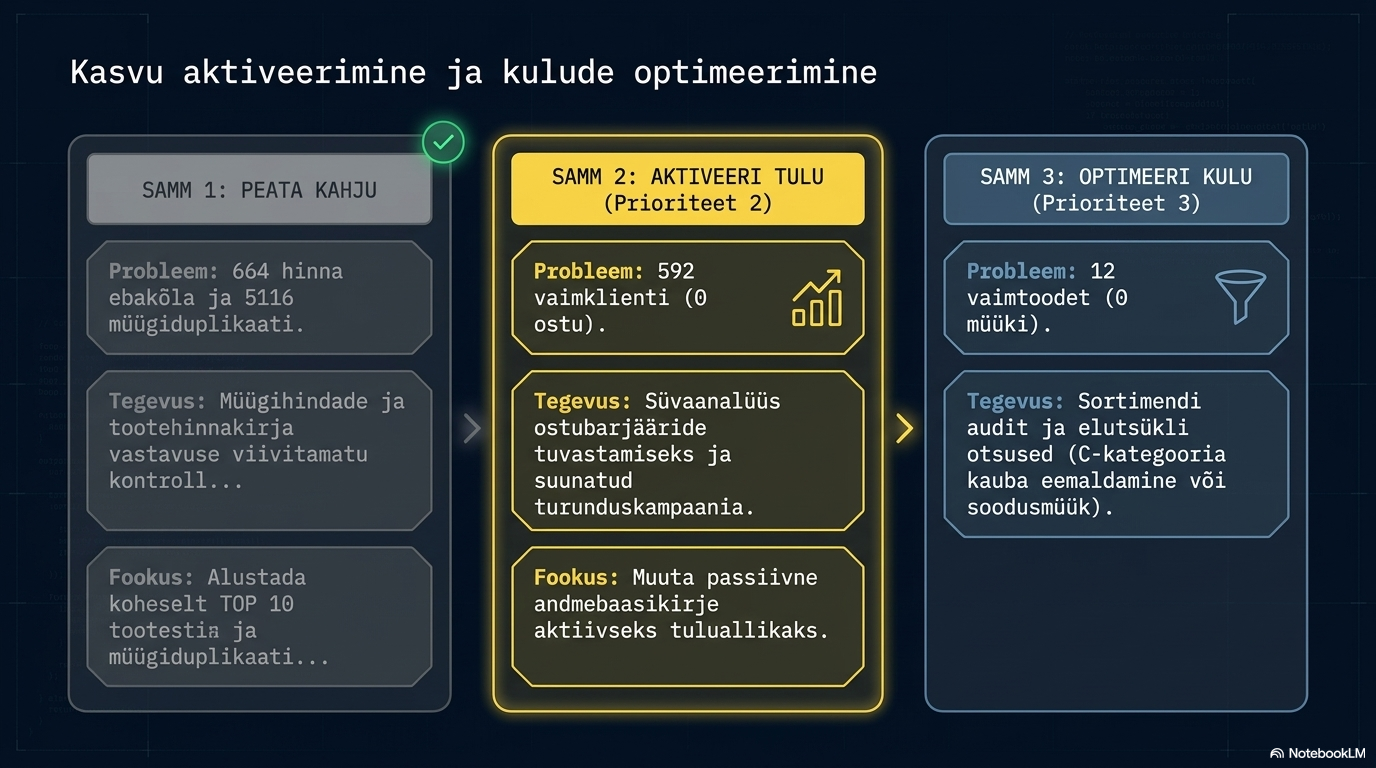 Kasvu aktiveerimine ja kulude optimeerimine
SAMM 1: PEATA KAHJU
Probleem: 664 hinna
ebakõla ja 5116
müügiduplikaati.
Tegevus: Müügihindade ja
tootehinnakirja
vastavuse viivitamatu
kontroll...
Fookus: Alustada
koheselt TOP 10
ja
müügiduplikaati...
SAMM 2: AKTIVEERI TULU
(Prioriteet 2)
Probleem: 592
vaimklienti (0
ostu).
Tegevus: Süvaanalüüs
ostubarjääride
tuvastamiseks ja
suunatud
turunduskampaania.
Fookus: Muuta passiivne
andmebaasikirje
aktiivseks tuluallikaks.
SAMM 3: OPTIMEERI KULU
(Prioriteet 3)
Probleem: 12
vaimtoodet (0
müüki).
Tegevus: Sortimendi
audit ja elutsükli
otsused (C-kategooria
kauba eemaldamine või
soodusmüük).
NotebookLM